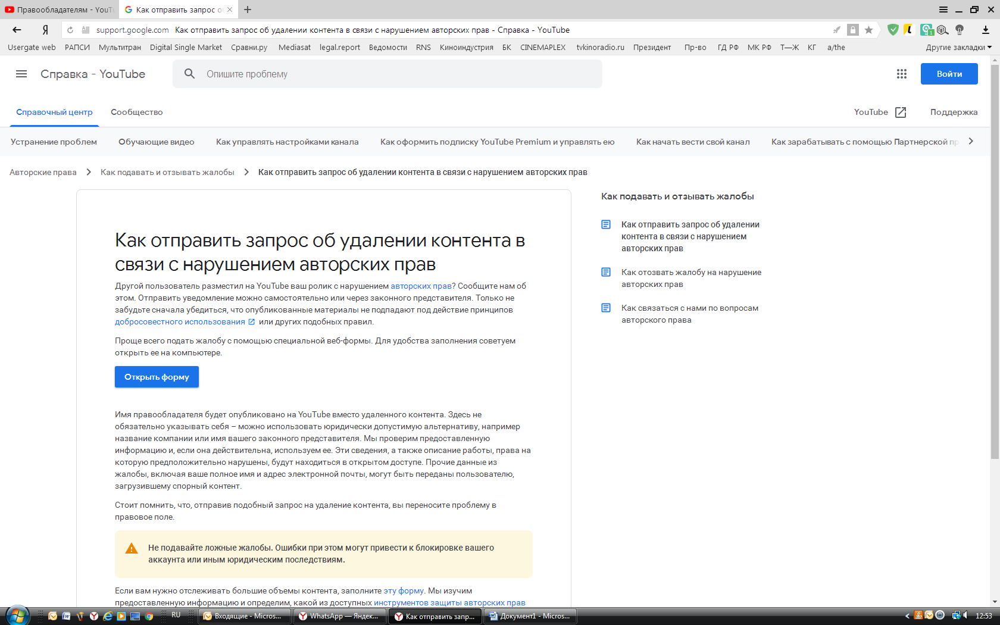 Правообладателям - YouTu
Как отправить запрос об
support.google.com Как отправить запрос об удалении контента в связи с нарушением авторских прав - Справка - YouTube
Usergate web РАПСИ Мультитран Digital Single Market Сравни.ру Mediasat legal.report Ведомости RNS Киноиндустрия БК CINEMAPLEX tvkinoradio.ru Президент Пр-во ГД РФ МК РФ Т—Ж КГ a/the Другие закладки
Справка - YouTube
Опишите проблему
Войти
Справочный центр Сообщество YouTube Поддержка
Устранение проблем Обучающие видео Как управлять настройками канала Как оформить подписку YouTube Premium и управлять ею Как начать вести свой канал Как зарабатывать с помощью Партнерской пр
Авторские права Как подавать и отзывать жалобы Как отправить запрос об удалении контента в связи с нарушением авторских прав
Как отправить запрос об удалении контента в
связи с нарушением авторских прав
Другой пользователь разместил на YouTube ваш ролик с нарушением авторских прав? Сообщите нам об
этом. Отправить уведомление можно самостоятельно или через законного представителя. Только не
забудьте сначала убедиться, что опубликованные материалы не подпадают под действие принципов
добросовестного использования или других подобных правил.
Проще всего подать жалобу с помощью специальной веб-формы. Для удобства заполнения советуем
открыть ее на компьютере.
Открыть форму
Имя правообладателя будет опубликовано на YouTube вместо удаленного контента. Здесь не
обязательно указывать себя – можно использовать юридически допустимую альтернативу, например
название компании или имя вашего законного представителя. Мы проверим предоставленную
информацию и, если она действительна, используем ее. Эти сведения, а также описание работы, права на
которую предположительно нарушены, будут находиться в открытом доступе. Прочие данные из
жалобы, включая ваше полное имя и адрес электронной почты, могут быть переданы пользователю,
загрузившему спорный контент.
Стоит помнить, что, отправив подобный запрос на удаление контента, вы переносите проблему в
правовое поле.
Не подавайте ложные жалобы. Ошибки при этом могут привести к блокировке вашего
аккаунта или иным юридическим последствиям.
Если вам нужно отслеживать большие объемы контента, заполните эту форму. Мы изучим
предоставленную информацию и определим, какой из доступных инструментов защиты авторских прав
Как подавать и отзывать жалобы
Как отправить запрос об удалении
контента в связи с нарушением
авторских прав
Как отозвать жалобу на нарушение
авторских прав
Как связаться с нами по вопросам
авторского права
RU Входящие - Micros... WhatsApp — Яндек... Как отправить запр... Документ1 - Micros... 12:53